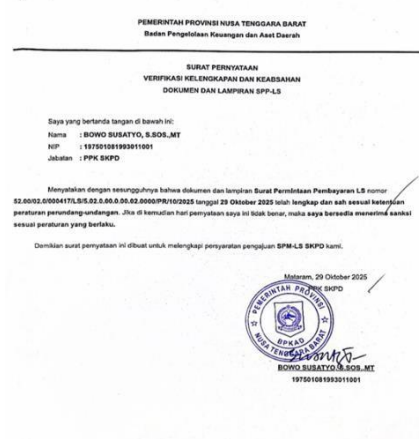 PEMERINTAH PROVINSI NUSA TENGGARA BARAT
Badan Pengelolaan Keuangan dan Aset Daerah
SURAT PERNYATAAN
VERIFIKASI KELENGKAPAN DAN KEABSAHAN
DOKUMEN DAN LAMPIRAN SPP-LS
Saya yang bertanda tangan di bawah ini:
Nama : BOWO SUSATYO, S.SOS.,MT
NIP : 197501081993011001
Jabatan : PPK SKPD
Menyatakan dengan sesungguhnya bahwa dokumen dan lampiran Surat Permintaan Pembayaran LS nomor
52.00/02.0/000417/LS/5.02.0.00.0.00.02.0000/PR/10/2025 tanggal 29 Oktober 2025 telah lengkap dan sah sesuai ketentuan
peraturan perundang-undangan. Jika di kemudian hari pernyataan saya ini tidak benar, maka saya bersedia menerima sanksi
sesuai peraturan yang berlaku.
Demikian surat pernyataan ini dibuat untuk melengkapi persyaratan pengajuan SPM-LS SKPD kami.
Mataram, 29 Oktober 2025
PPK SKPD
PEMERINTAH PROVINSI
BPKAD
NUSA TENGGARA BARAT
BOWO SUSATYO, S.SOS.,MT
197501081993011001